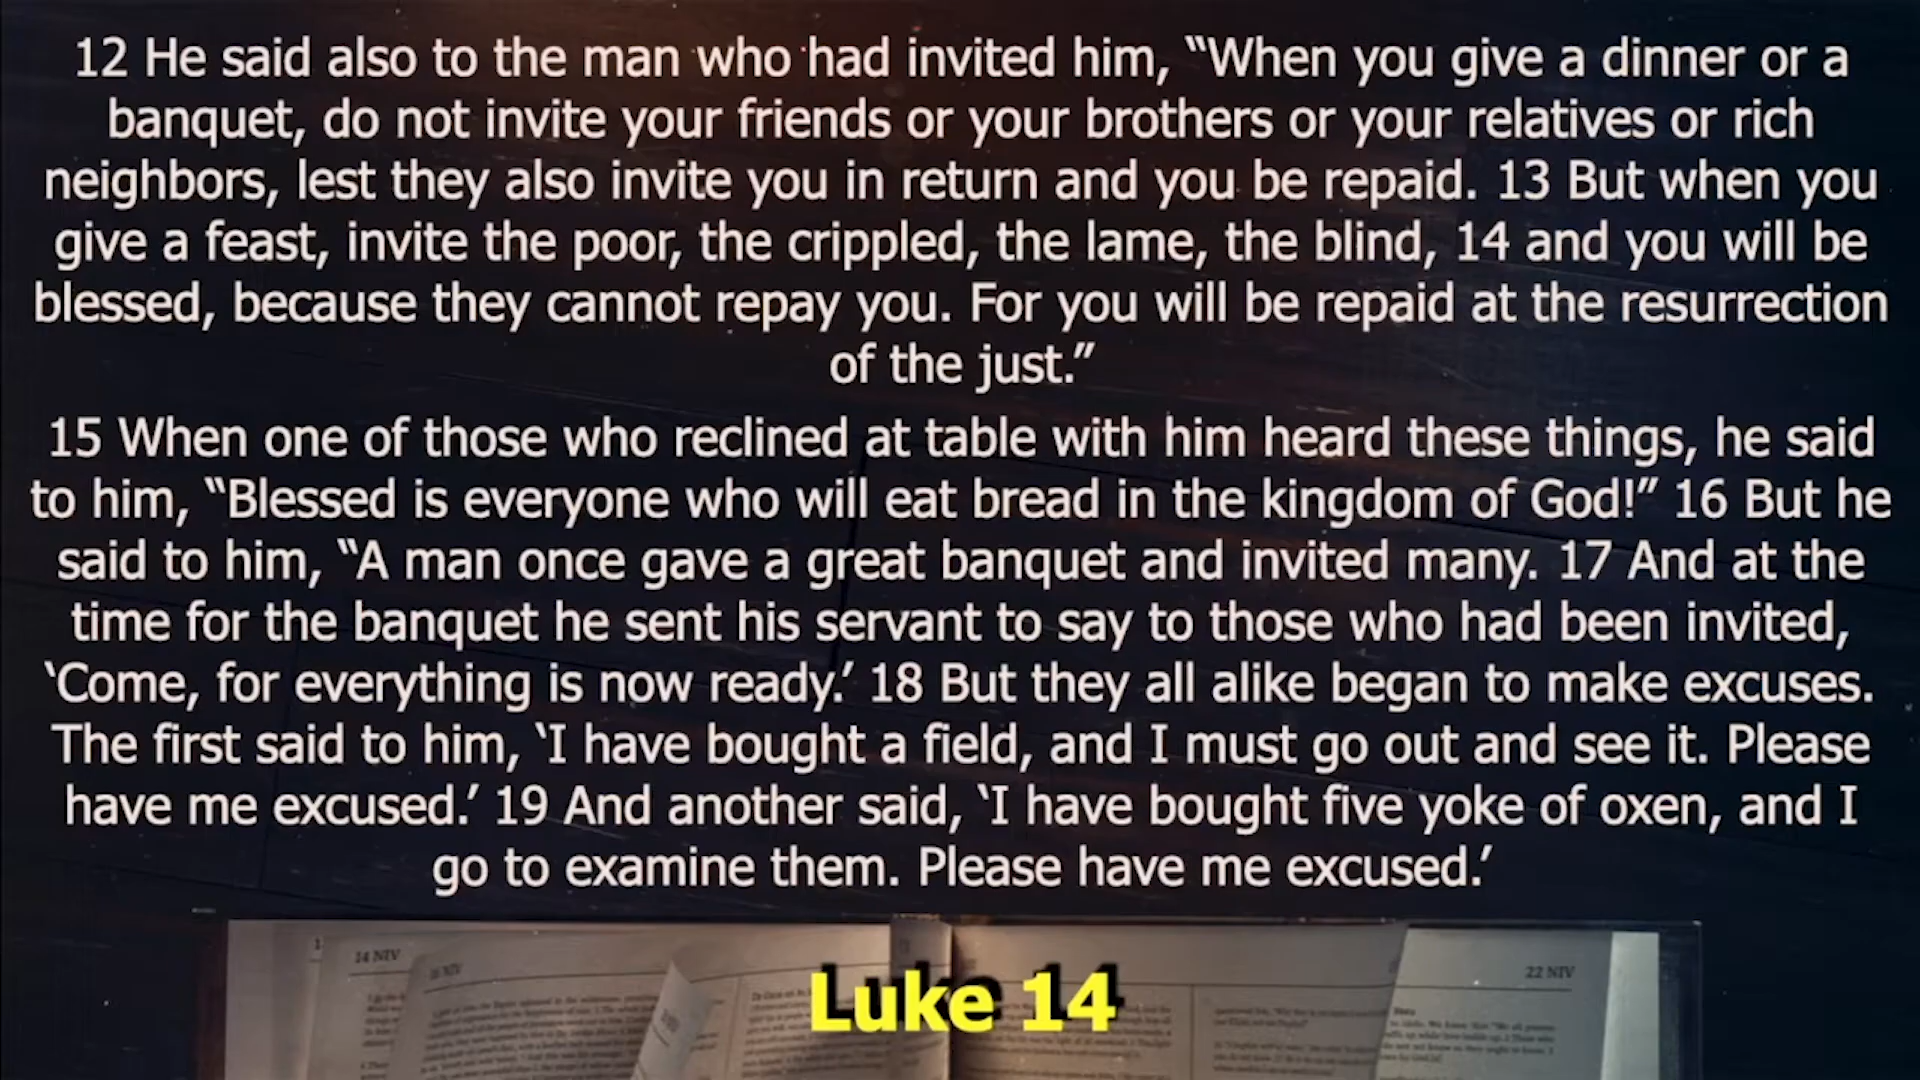 12 He said also to the man who had invited him, “When you give a dinner or a
banquet, do not invite your friends or your brothers or your relatives or rich
neighbors, lest they also invite you in return and you be repaid. 13 But when you
give a feast, invite the poor, the crippled, the lame, the blind, 14 and you will be
blessed, because they cannot repay you. For you will be repaid at the resurrection
of the just.”
15 When one of those who reclined at table with him heard these things, he said
to him, “Blessed is everyone who will eat bread in the kingdom of God!” 16 But he
said to him, “A man once gave a great banquet and invited many. 17 And at the
time for the banquet he sent his servant to say to those who had been invited,
‘Come, for everything is now ready.’ 18 But they all alike began to make excuses.
The first said to him, ‘I have bought a field, and I must go out and see it. Please
have me excused.’ 19 And another said, ‘I have bought five yoke of oxen, and I
go to examine them. Please have me excused.’
14 NIV
22 NIV
Luke 14